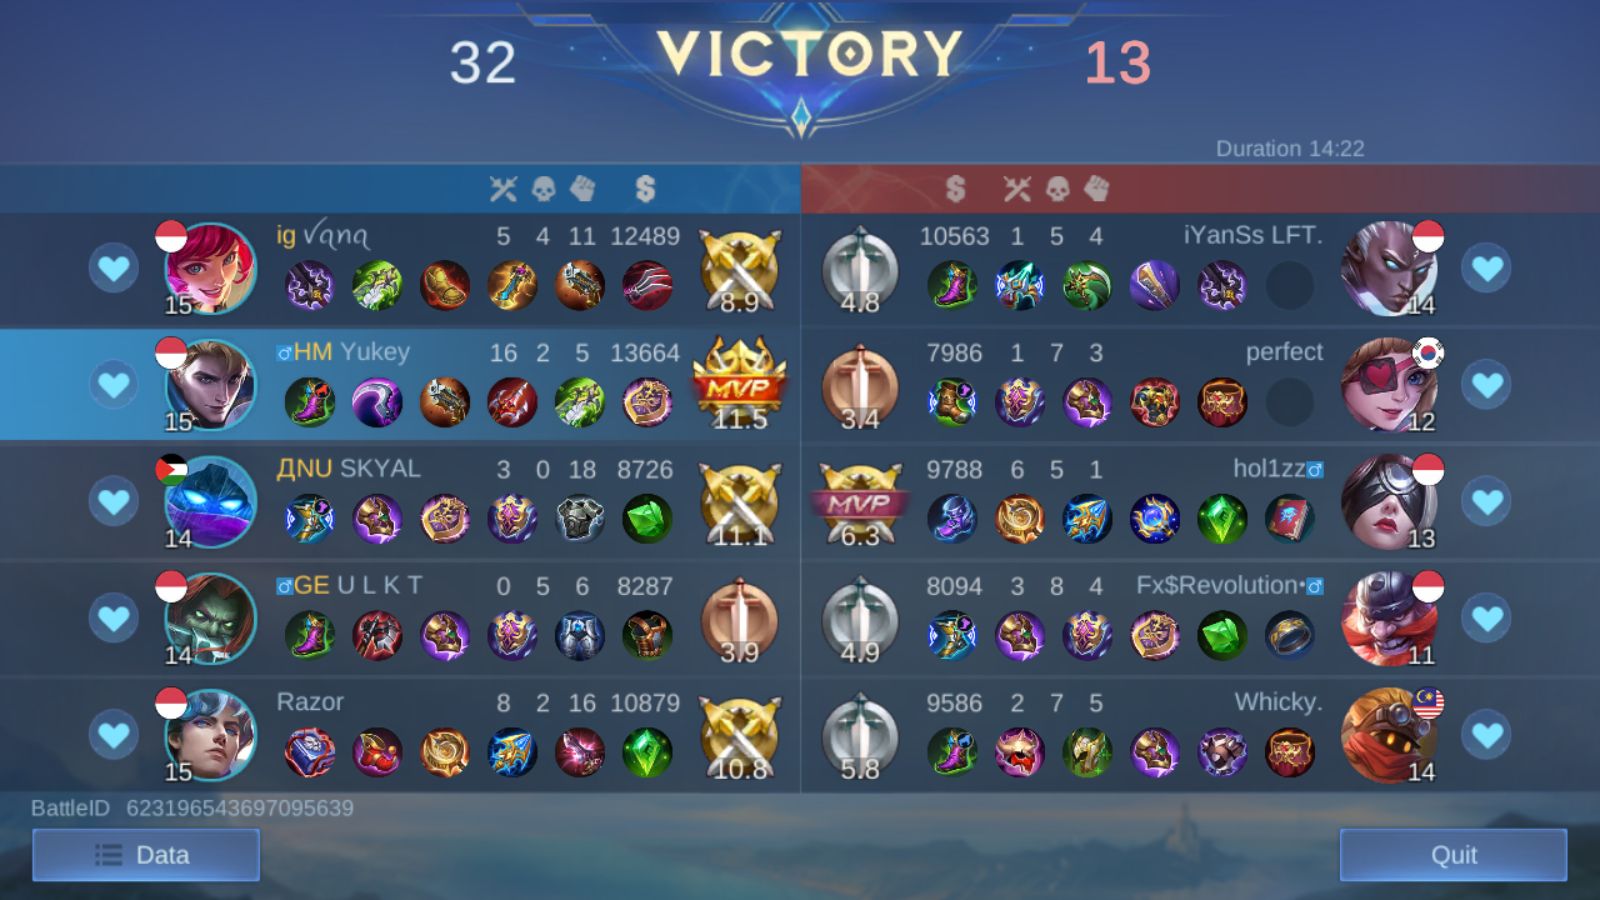 32 VICTORY 13
Duration 14:22
ig Vana 5 4 11 12489
15 8.9
10563 1 5 4 iYanSs LFT.
4.8 14
♂HM Yukey 16 2 5 13664
15 MVP 11.5
7986 1 7 3 perfect
3.4 12
ДNU SKYAL 3 0 18 8726
14 11.1
9788 6 5 1 hol1zz♂
MVP 6.3 13
♂GE U L K T 0 5 6 8287
14 3.9
8094 3 8 4 Fx$Revolution•♂
4.9 11
Razor 8 2 16 10879
15 10.8
9586 2 7 5 Whicky.
5.8 14
BattleID 623196543697095639
Data
Quit